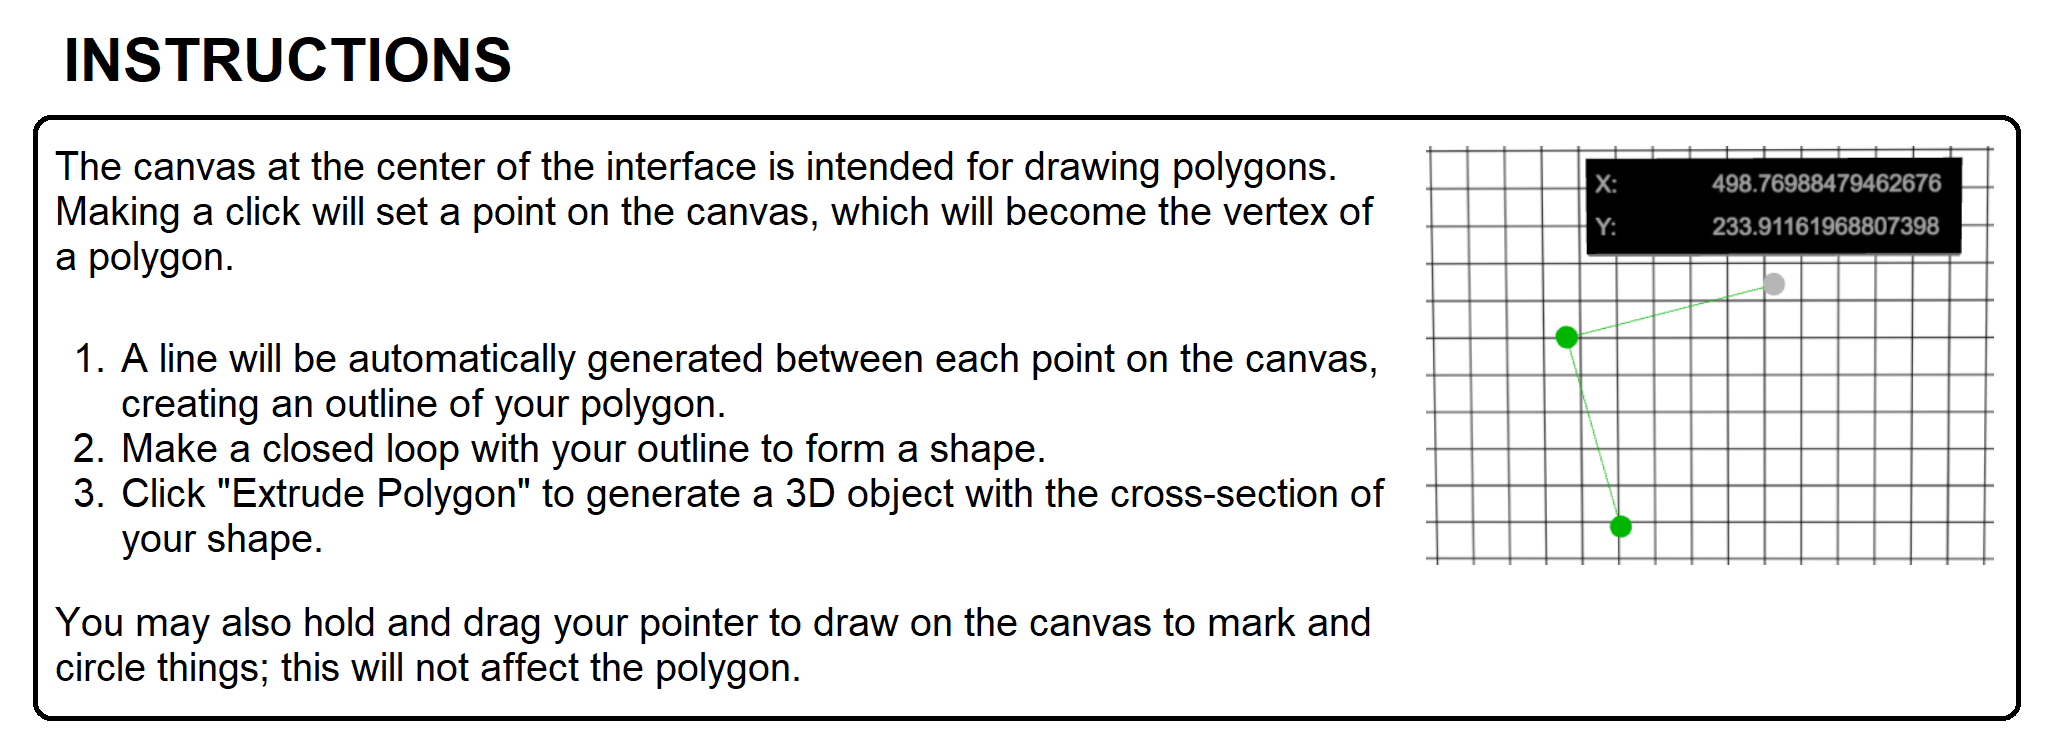 INSTRUCTIONS
The canvas at the center of the interface is intended for drawing polygons.
Making a click will set a point on the canvas, which will become the vertex of
a polygon.
1. A line will be automatically generated between each point on the canvas,
creating an outline of your polygon.
2. Make a closed loop with your outline to form a shape.
3. Click "Extrude Polygon" to generate a 3D object with the cross-section of
your shape.
You may also hold and drag your pointer to draw on the canvas to mark and
circle things; this will not affect the polygon.
X: 498.76988479462676
Y: 233.91161968807398